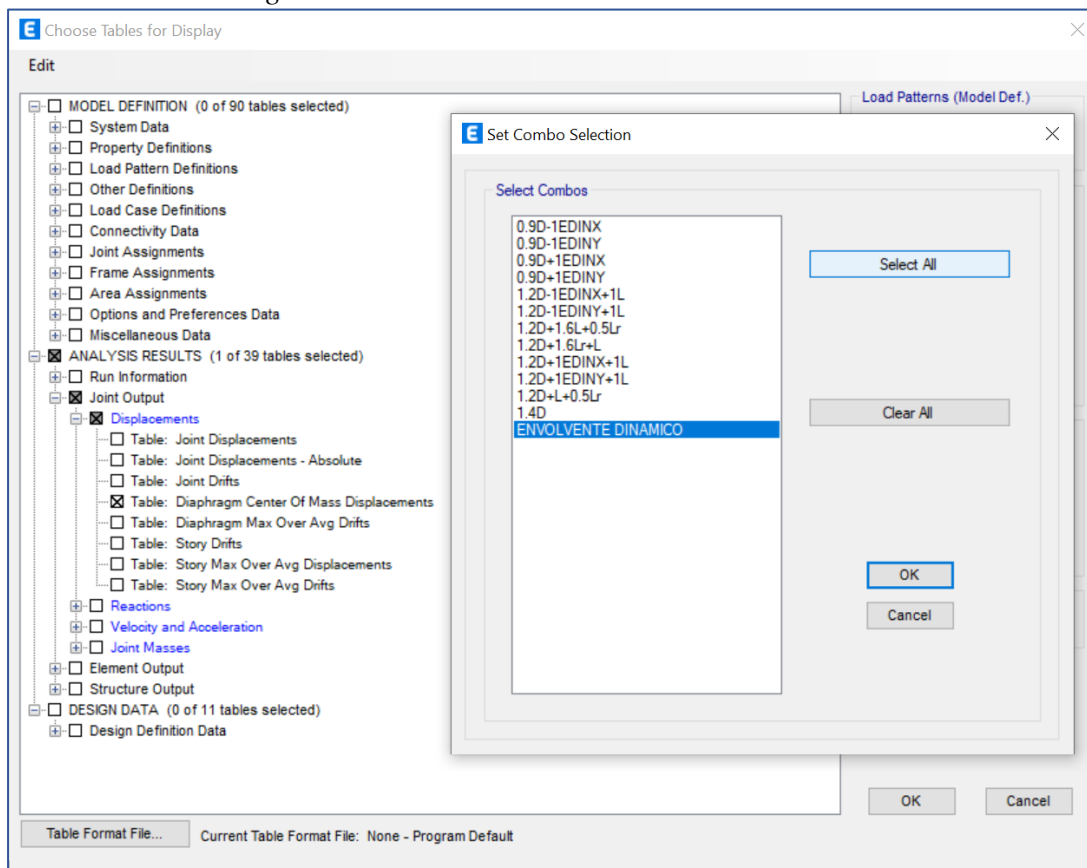 Choose Tables for Display
Edit
MODEL DEFINITION (0 of 90 tables selected)
System Data
Property Definitions
Load Pattern Definitions
Other Definitions
Load Case Definitions
Connectivity Data
Joint Assignments
Frame Assignments
Area Assignments
Options and Preferences Data
Miscellaneous Data
ANALYSIS RESULTS (1 of 39 tables selected)
Run Information
Joint Output
Displacements
Table: Joint Displacements
Table: Joint Displacements - Absolute
Table: Joint Drifts
Table: Diaphragm Center Of Mass Displacements
Table: Diaphragm Max Over Avg Drifts
Table: Story Drifts
Table: Story Max Over Avg Displacements
Table: Story Max Over Avg Drifts
Reactions
Velocity and Acceleration
Joint Masses
Element Output
Structure Output
DESIGN DATA (0 of 11 tables selected)
Design Definition Data
Load Patterns (Model Def.)
Set Combo Selection
Select Combos
0.9D-1EDINX
0.9D-1EDINY
0.9D+1EDINX
0.9D+1EDINY
1.2D-1EDINX+1L
1.2D-1EDINY+1L
1.2D+1.6L+0.5Lr
1.2D+1.6Lr+L
1.2D+1EDINX+1L
1.2D+1EDINY+1L
1.2D+L+0.5Lr
1.4D
ENVOLVENTE DINAMICO
Select All
Clear All
OK
Cancel
OK Cancel
Table Format File... Current Table Format File: None - Program Default